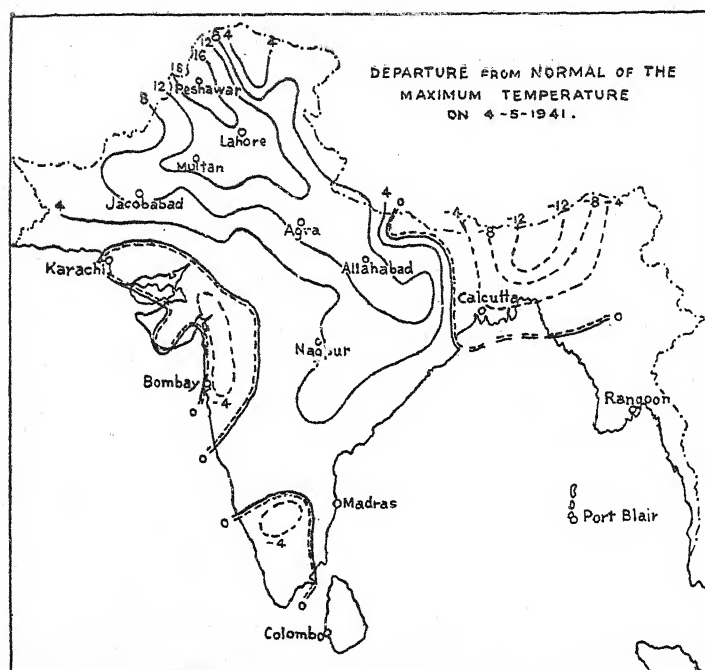 DEPARTURE FROM NORMAL OF THE
MAXIMUM TEMPERATURE
ON 4-5-1941.
12 8 4 4
16
16
12 Peshawar
8
Lahore
Multan
Jacobabad
4
Agra
4 0
-4 -12 -12 -8 -4
-8
Karachi
Allahabad
Calcutta
0
Nagpur
Bombay
-4
0
Rangoon
0
Madras
0
Port Blair
-4
0
Colombo